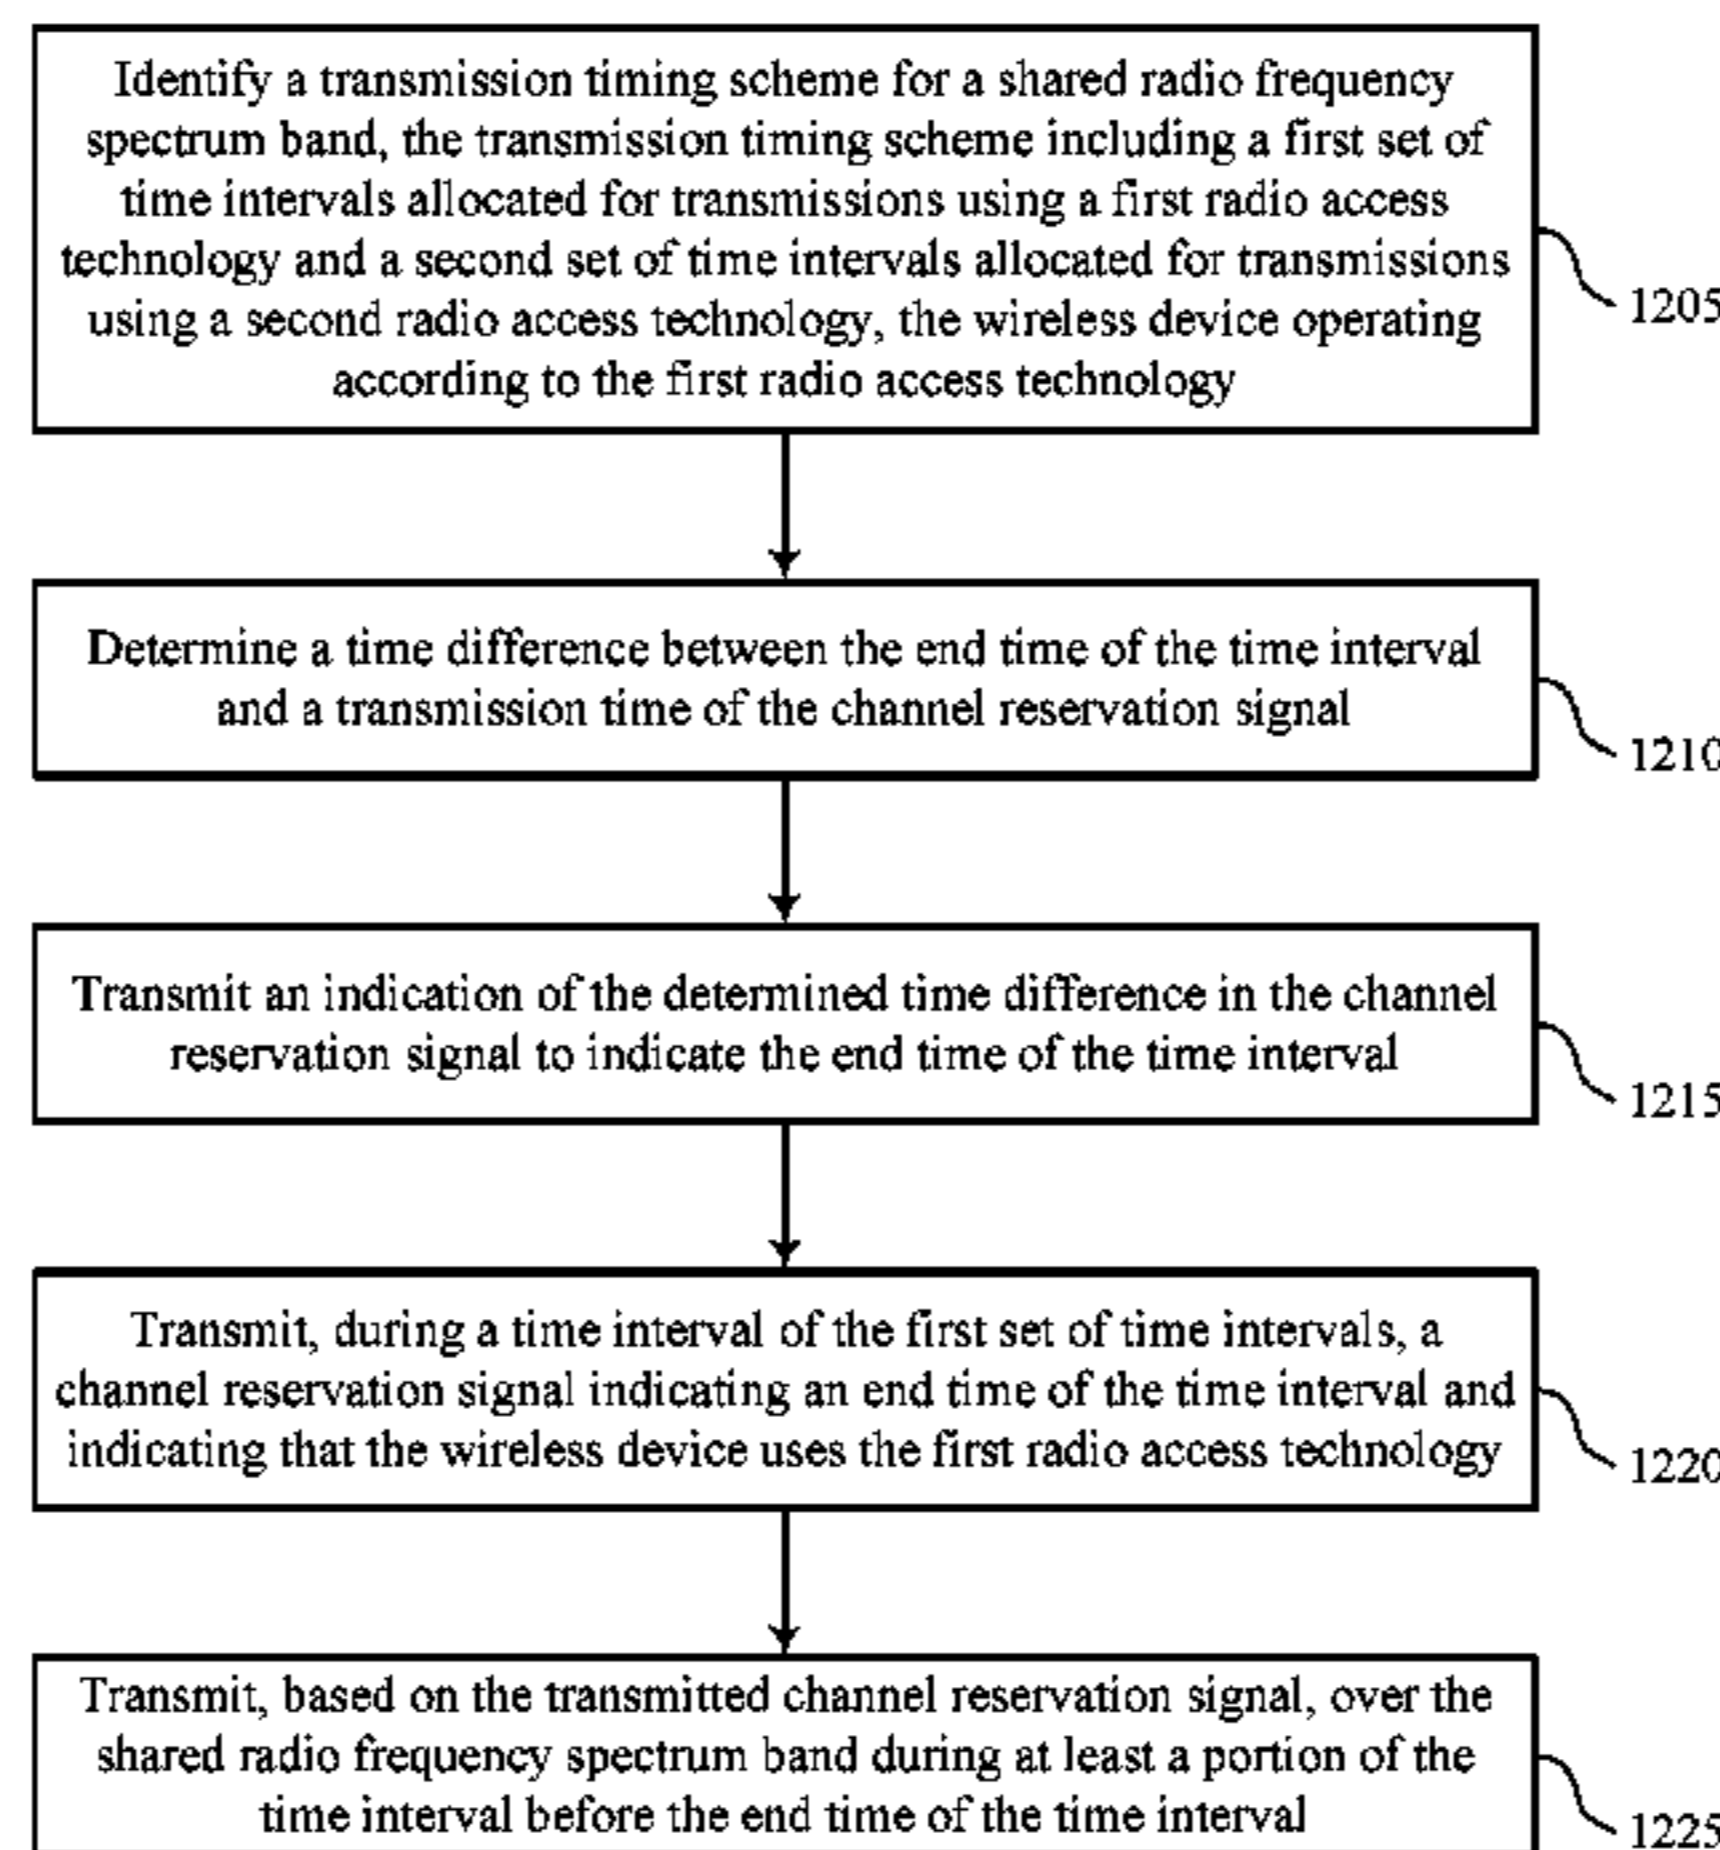 Identify a transmission timing scheme for a shared radio frequency
spectrum band, the transmission timing scheme including a first set of
time intervals allocated for transmissions using a first radio access
technology and a second set of time intervals allocated for transmissions
using a second radio access technology, the wireless device operating
according to the first radio access technology
1205
Determine a time difference between the end time of the time interval
and a transmission time of the channel reservation signal
1210
Transmit an indication of the determined time difference in the channel
reservation signal to indicate the end time of the time interval
1215
Transmit, during a time interval of the first set of time intervals, a
channel reservation signal indicating an end time of the time interval and
indicating that the wireless device uses the first radio access technology
1220
Transmit, based on the transmitted channel reservation signal, over the
shared radio frequency spectrum band during at least a portion of the
time interval before the end time of the time interval
1225